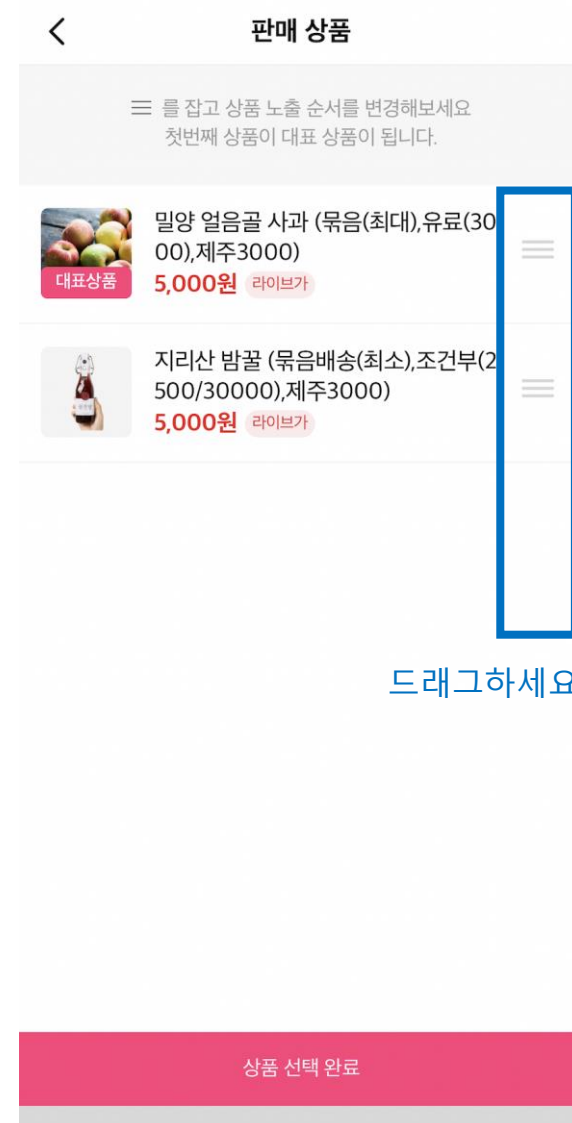 판매 상품
☰ 를 잡고 상품 노출 순서를 변경해보세요
첫번째 상품이 대표 상품이 됩니다.
밀양 얼음골 사과 (묶음(최대),유료(30
00),제주3000)
대표상품
5,000원 라이브가
지리산 밤꿀 (묶음배송(최소),조건부(2
500/30000),제주3000)
5,000원 라이브가
드래그하세요
상품 선택 완료